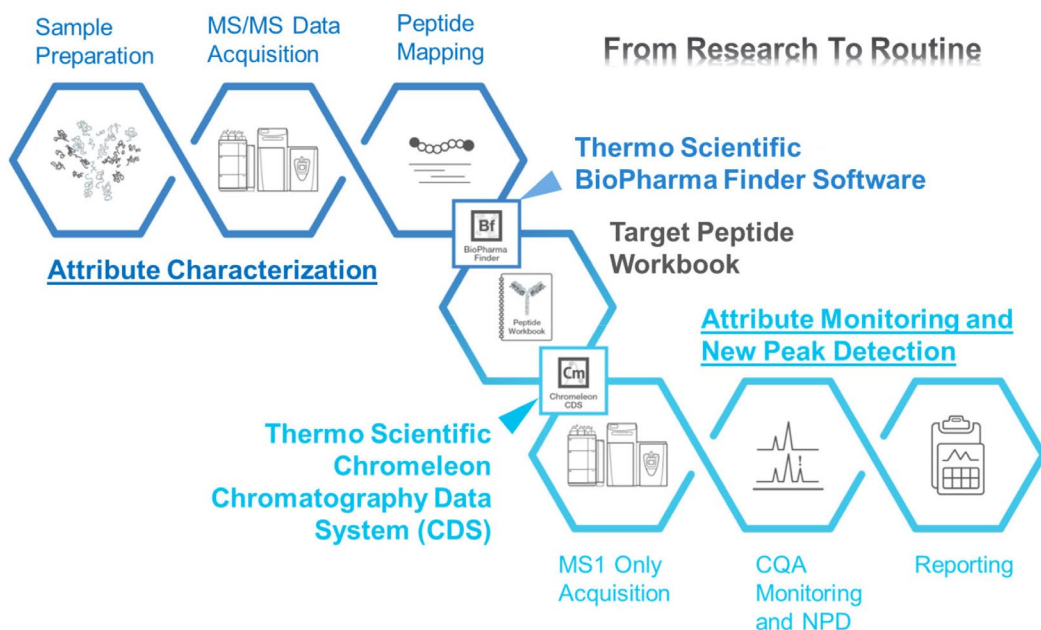 Sample
Preparation
MS/MS Data
Acquisition
Peptide
Mapping
From Research To Routine
Thermo Scientific
BioPharma Finder Software
Bf
BioPharma
Finder
Target Peptide
Workbook
Attribute Characterization
Peptide
Workbook
Attribute Monitoring and
New Peak Detection
Cm
Chromeleon
CDS
Thermo Scientific
Chromeleon
Chromatography Data
System (CDS)
!
MS1 Only
Acquisition
CQA
Monitoring
and NPD
Reporting